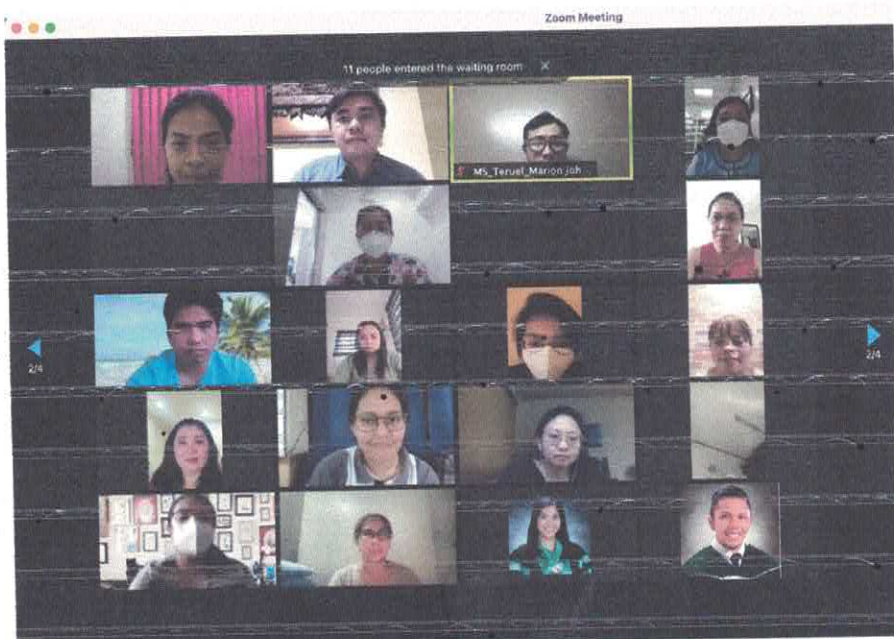 Zoom Meeting
11 people entered the waiting room
MS_Teruel_Marion joh...
2/4
2/4